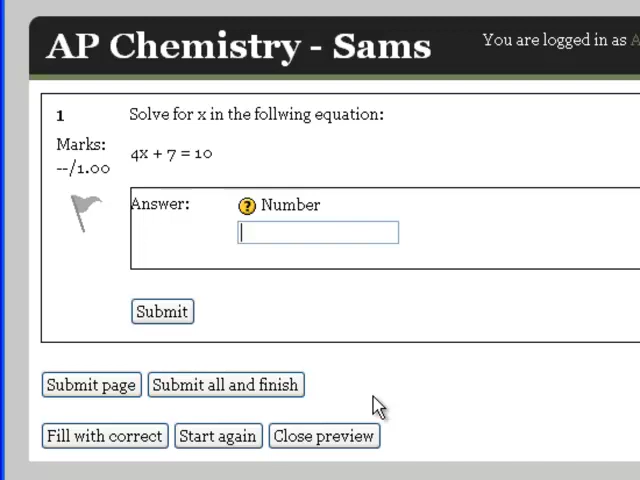 AP Chemistry - Sams
You are logged in as A
1
Solve for x in the follwing equation:
Marks:
--/1.00
4x + 7 = 10
Answer:
? Number
Submit
Submit page
Submit all and finish
Fill with correct
Start again
Close preview